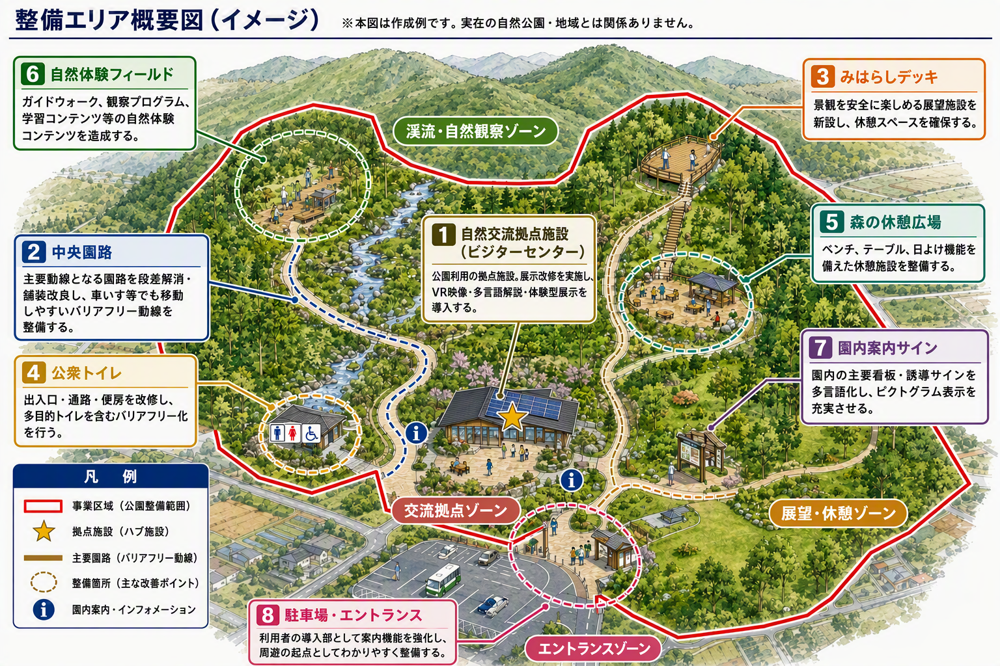 整備エリア概要図（イメージ）
※本図は作成例です。実在の自然公園・地域とは関係ありません。
6 自然体験フィールド
ガイドウォーク、観察プログラム、
学習コンテンツ等の自然体験
コンテンツを造成する。
渓流・自然観察ゾーン
3 みはらしデッキ
景観を安全に楽しめる展望施設を
新設し、休憩スペースを確保する。
1 自然交流拠点施設
（ビジターセンター）
公園利用の拠点施設。展示改修を実施し、
VR映像・多言語解説・体験型展示を
導入する。
5 森の休憩広場
ベンチ、テーブル、日よけ機能を
備えた休憩施設を整備する。
2 中央園路
主要動線となる園路を段差解消・
舗装改良し、車いす等でも移動
しやすいバリアフリー動線を
整備する。
7 園内案内サイン
園内の主要看板・誘導サインを
多言語化し、ピクトグラム表示を
充実させる。
4 公衆トイレ
出入口・通路・便房を改修し、
多目的トイレを含むバリアフリー化
を行う。
i
i
交流拠点ゾーン
展望・休憩ゾーン
凡 例
事業区域（公園整備範囲）
拠点施設（ハブ施設）
主要園路（バリアフリー動線）
整備箇所（主な改善ポイント）
i 園内案内・インフォメーション
8 駐車場・エントランス
利用者の導入部として案内機能を強化し、
周遊の起点としてわかりやすく整備する。
エントランスゾーン